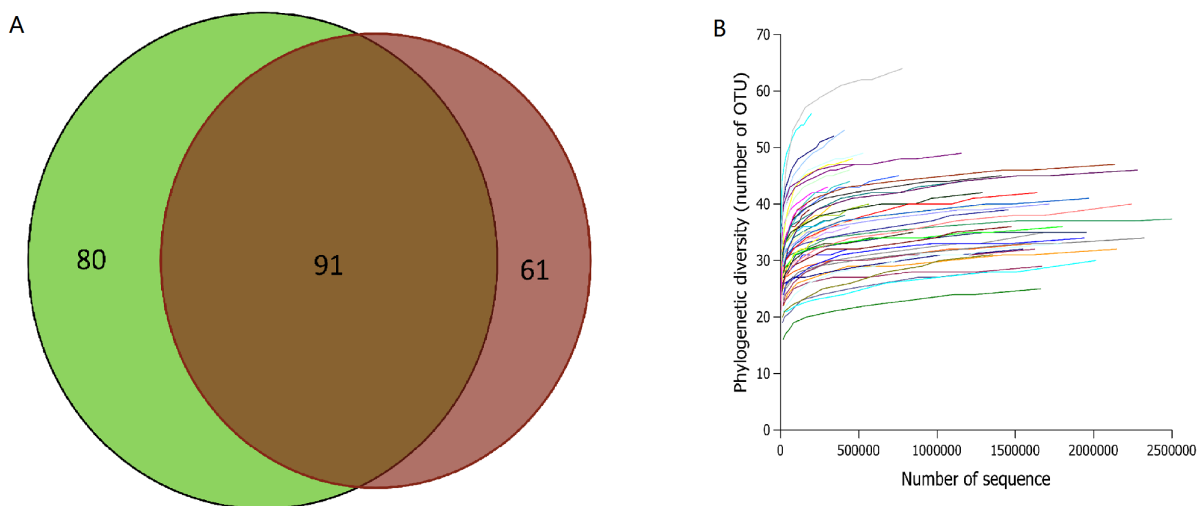 A
80
91
61
B
Phylogenetic diversity (number of OTU)
70
60
50
40
30
20
10
0
0 500000 1000000 1500000 2000000 2500000
Number of sequence